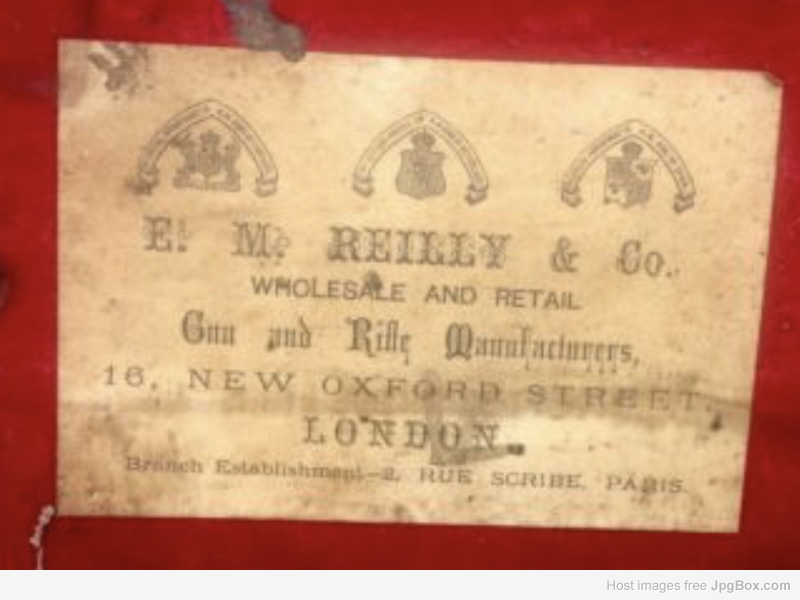 E. M. REILLY & Co.
WHOLESALE AND RETAIL
Gun and Rifle Manufacturers,
16, NEW OXFORD STREET,
LONDON.
Branch Establishment—2, RUE SCRIBE, PARIS.
Host images free JpgBox.com